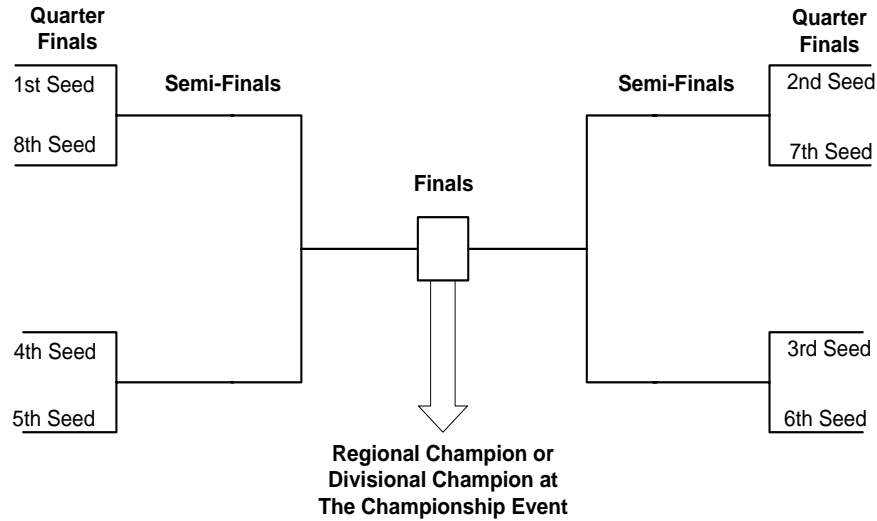 Quarter
Finals
1st Seed
8th Seed
Semi-Finals
4th Seed
5th Seed
Finals
Regional Champion or
Divisional Champion at
The Championship Event
Semi-Finals
Quarter
Finals
2nd Seed
7th Seed
3rd Seed
6th Seed